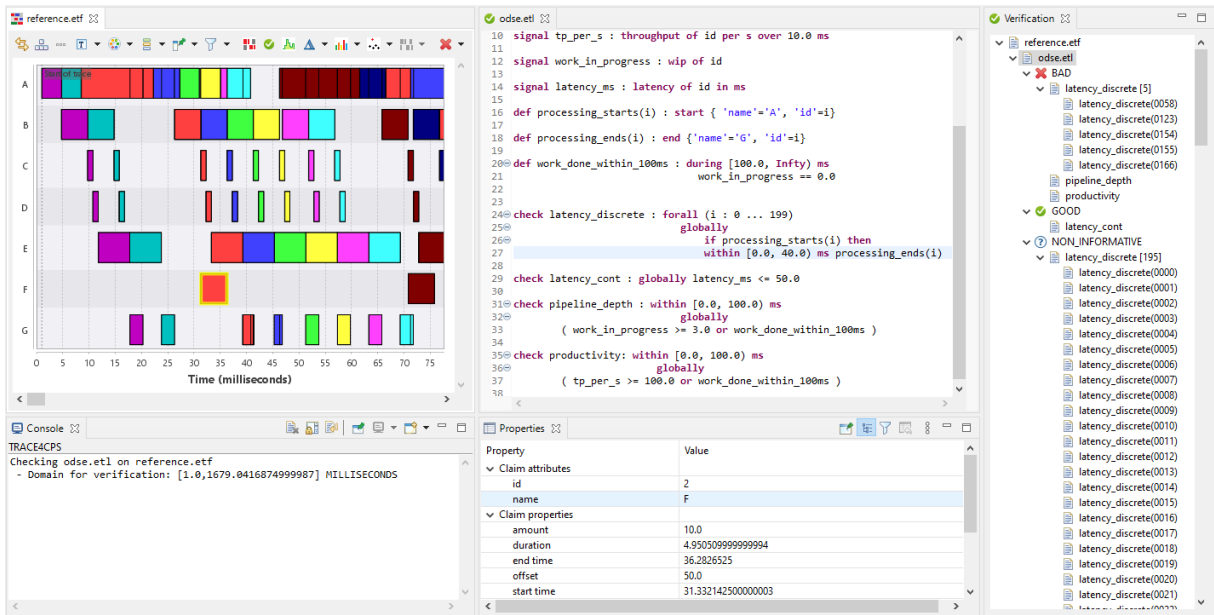 reference.etf
Start of trace
A
B
C
D
E
F
G
0 5 10 15 20 25 30 35 40 45 50 55 60 65 70 75
Time (milliseconds)
odse.etl
10 signal tp_per_s : throughput of id per s over 10.0 ms
11
12 signal work_in_progress : wip of id
13
14 signal latency_ms : latency of id in ms
15
16 def processing_starts(i) : start { 'name'='A', 'id'=i}
17
18 def processing_ends(i) : end {'name'='G', 'id'=i}
19
20 def work_done_within_100ms : during [100.0, Infty) ms
21 work_in_progress == 0.0
22
23
24 check latency_discrete : forall (i : 0 ... 199)
25 globally
26 if processing_starts(i) then
27 within [0.0, 40.0) ms processing_ends(i)
28
29 check latency_cont : globally latency_ms <= 50.0
30
31 check pipeline_depth : within [0.0, 100.0) ms
32 globally
33 ( work_in_progress >= 3.0 or work_done_within_100ms )
34
35 check productivity: within [0.0, 100.0) ms
36 globally
37 ( tp_per_s >= 100.0 or work_done_within_100ms )
38
Console
TRACE4CPS
Checking odse.etl on reference.etf
- Domain for verification: [1.0,1679.0416874999987] MILLISECONDS
Properties
Property Value
Claim attributes
id 2
name F
Claim properties
amount 10.0
duration 4.950509999999994
end time 36.2826525
offset 50.0
start time 31.332142500000003
Verification
reference.etf
odse.etl
BAD
latency_discrete [5]
latency_discrete(0058)
latency_discrete(0123)
latency_discrete(0154)
latency_discrete(0155)
latency_discrete(0166)
pipeline_depth
productivity
GOOD
latency_cont
NON_INFORMATIVE
latency_discrete [195]
latency_discrete(0000)
latency_discrete(0001)
latency_discrete(0002)
latency_discrete(0003)
latency_discrete(0004)
latency_discrete(0005)
latency_discrete(0006)
latency_discrete(0007)
latency_discrete(0008)
latency_discrete(0009)
latency_discrete(0010)
latency_discrete(0011)
latency_discrete(0012)
latency_discrete(0013)
latency_discrete(0014)
latency_discrete(0015)
latency_discrete(0016)
latency_discrete(0017)
latency_discrete(0018)
latency_discrete(0019)
latency_discrete(0020)
latency_discrete(0021)